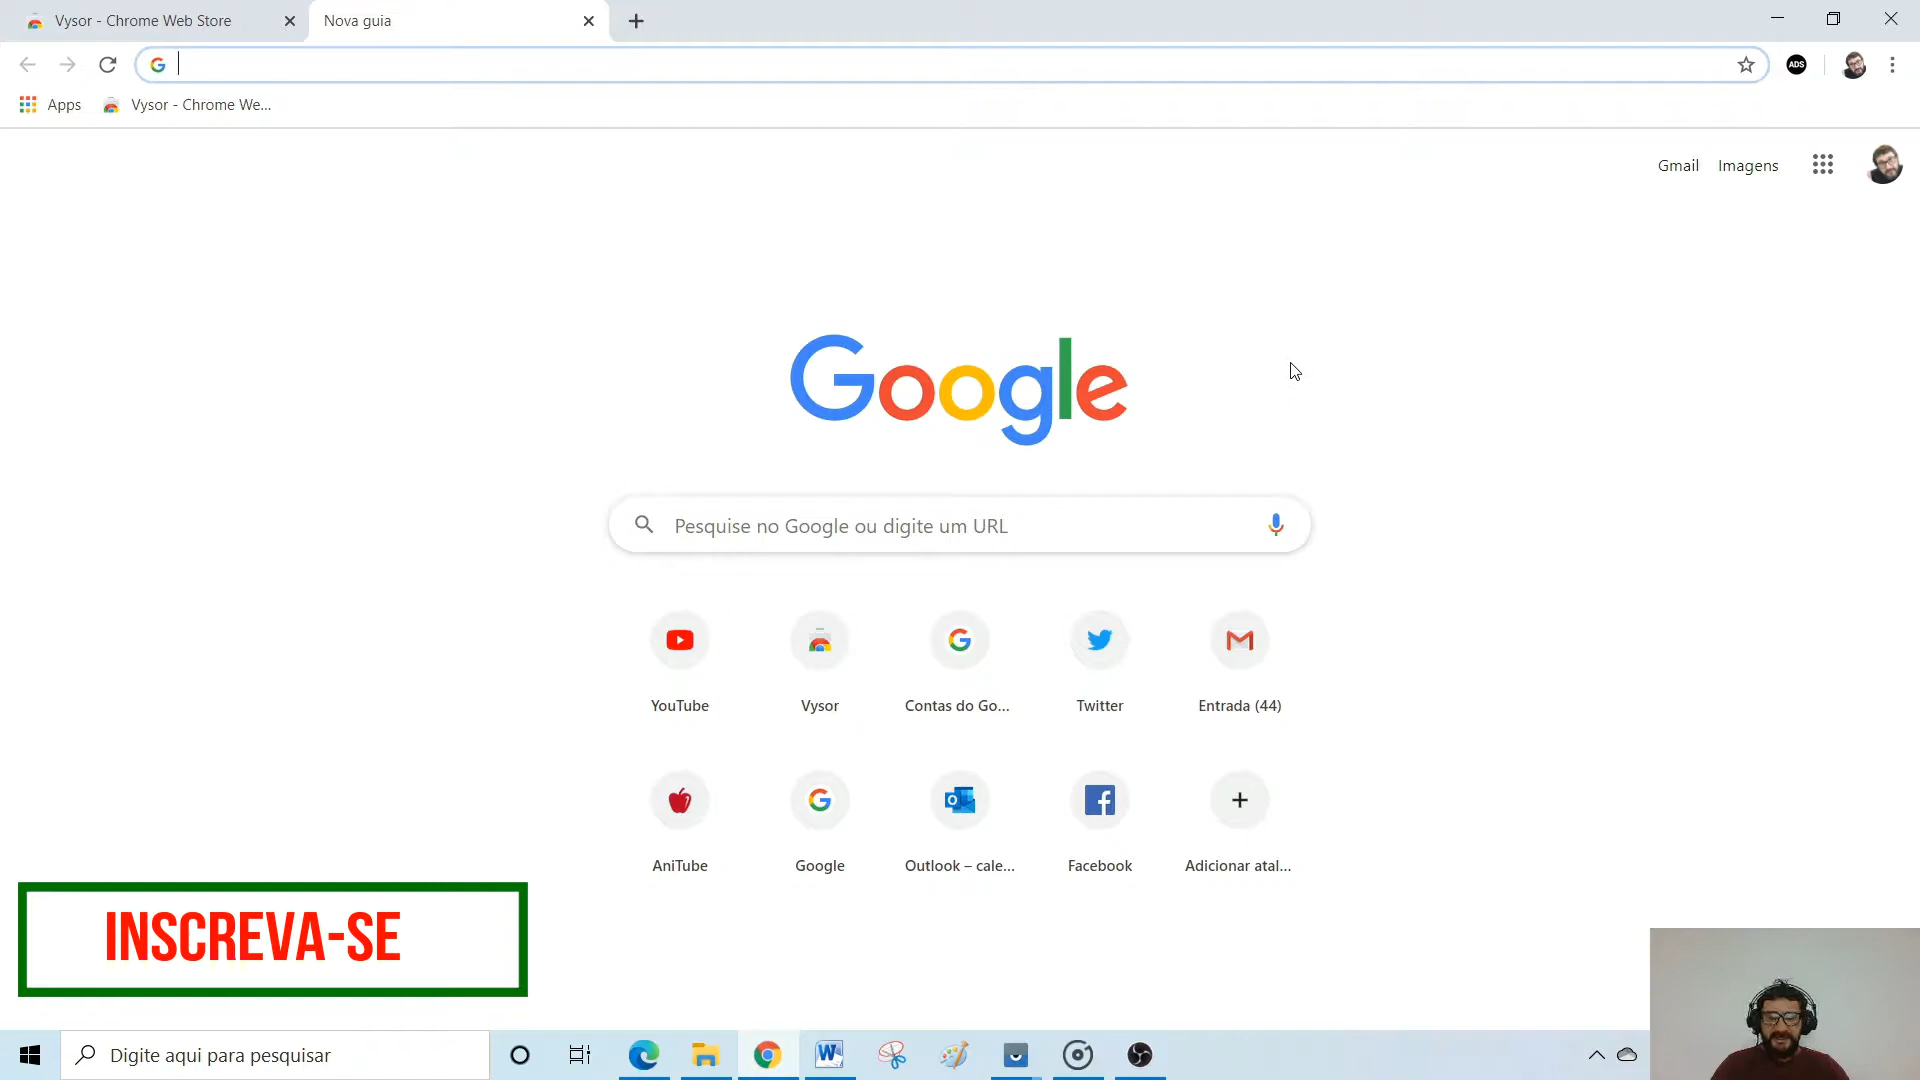 Vysor - Chrome Web Store
Nova guia
ADS
Apps
Vysor - Chrome We...
Gmail
Imagens
Google
Pesquise no Google ou digite um URL
YouTube
Vysor
Contas do Go...
Twitter
Entrada (44)
AniTube
Google
Outlook – cale...
Facebook
Adicionar atal...
INSCREVA-SE
Digite aqui para pesquisar